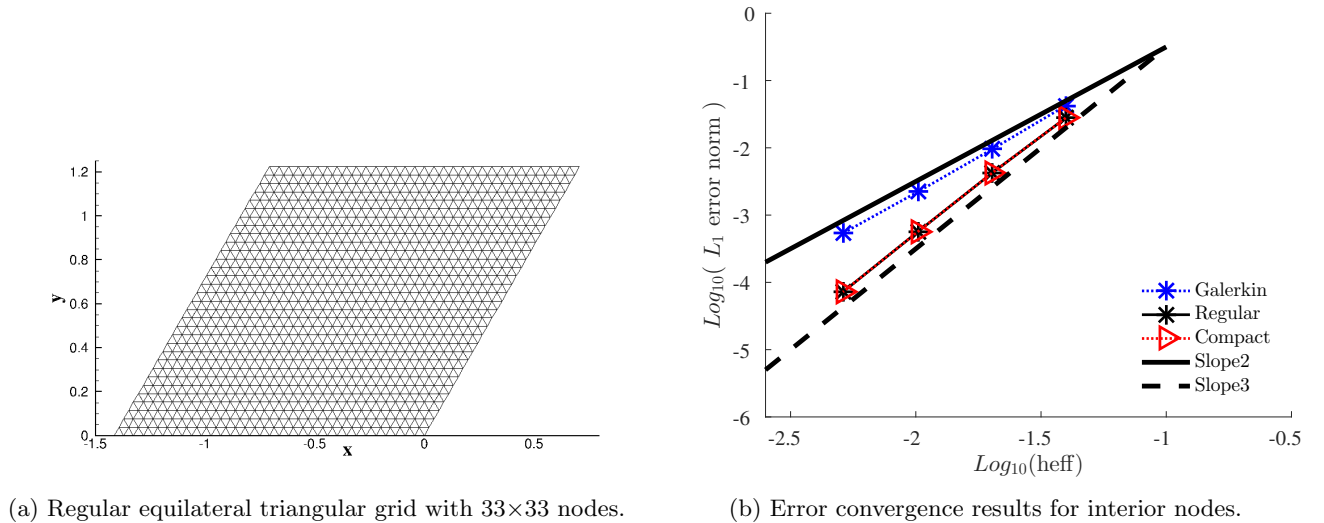 1.2
1
0.8
0.6
0.4
0.2
0
y
-1.5
-1
-0.5
0
0.5
x
0
-1
-2
-3
-4
-5
-6
Log10( L1 error norm )
-2.5
-2
-1.5
-1
-0.5
Log10(heff)
Galerkin
Regular
Compact
Slope2
Slope3
(a) Regular equilateral triangular grid with 33×33 nodes.
(b) Error convergence results for interior nodes.